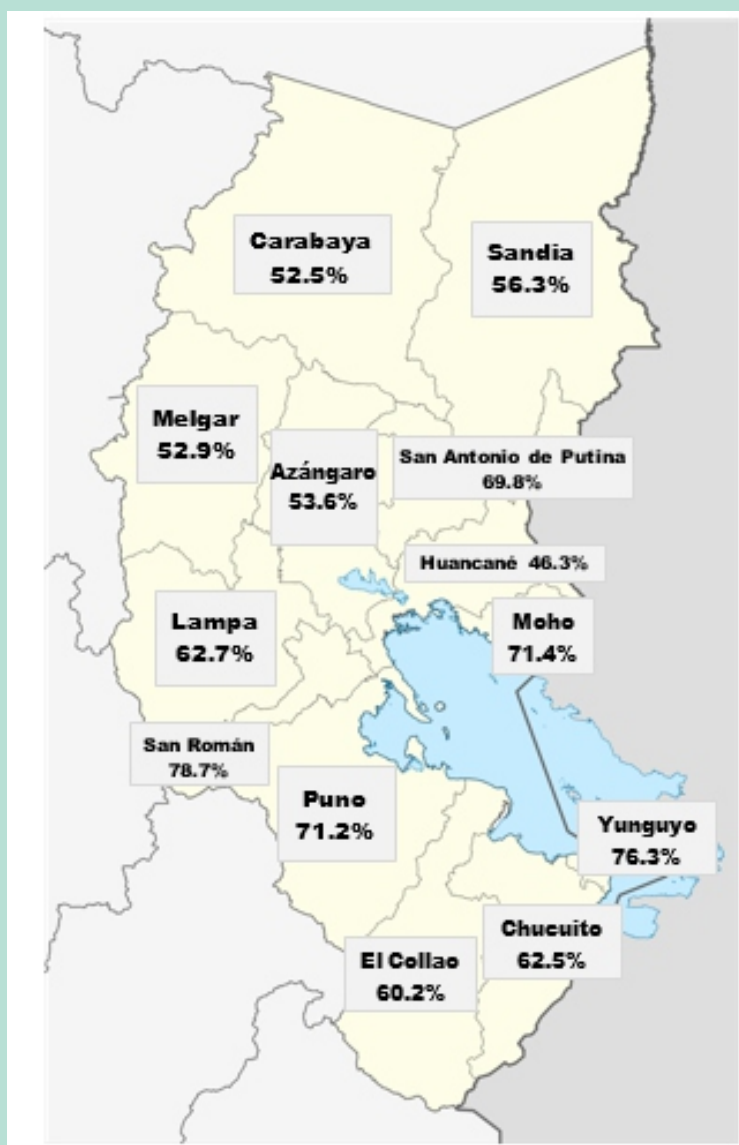 Carabaya
52.5%
Sandia
56.3%
Melgar
52.9%
Azángaro
53.6%
San Antonio de Putina
69.8%
Huancané 46.3%
Lampa
62.7%
Moho
71.4%
San Román
78.7%
Puno
71.2%
Yunguyo
76.3%
Chucuito
62.5%
El Collao
60.2%